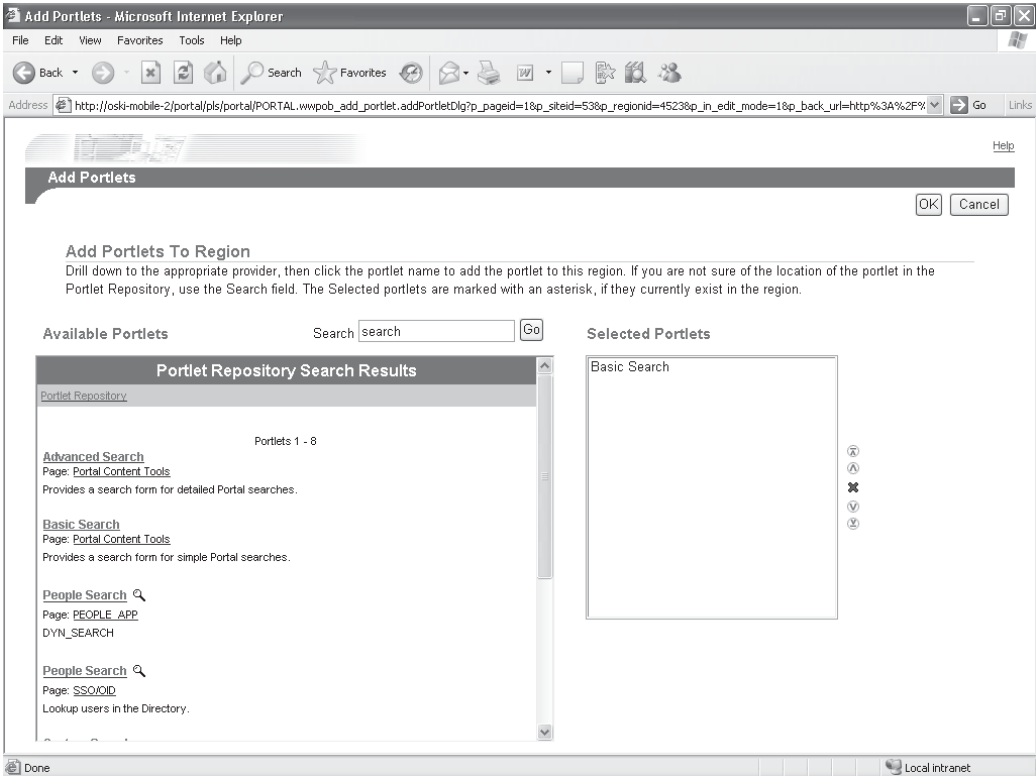 Add Portlets - Microsoft Internet Explorer
File Edit View Favorites Tools Help
Back Search Favorites
Address http://oski-mobile-2/portal/pls/portal/PORTAL.wwpob_add_portlet.addPortletDlg?p_pageid=1&p_siteid=53&p_regionid=4523&p_in_edit_mode=1&p_back_url=http%3A%2F% Go Links
Help
Add Portlets
OK Cancel
Add Portlets To Region
Drill down to the appropriate provider, then click the portlet name to add the portlet to this region. If you are not sure of the location of the portlet in the
Portlet Repository, use the Search field. The Selected portlets are marked with an asterisk, if they currently exist in the region.
Available Portlets Search search Go Selected Portlets
Portlet Repository Search Results
Portlet Repository
Portlets 1 - 8
Advanced Search
Page: Portal Content Tools
Provides a search form for detailed Portal searches.
Basic Search
Page: Portal Content Tools
Provides a search form for simple Portal searches.
People Search
Page: PEOPLE_APP
DYN_SEARCH
People Search
Page: SSO/OID
Lookup users in the Directory.
Basic Search
Done Local intranet